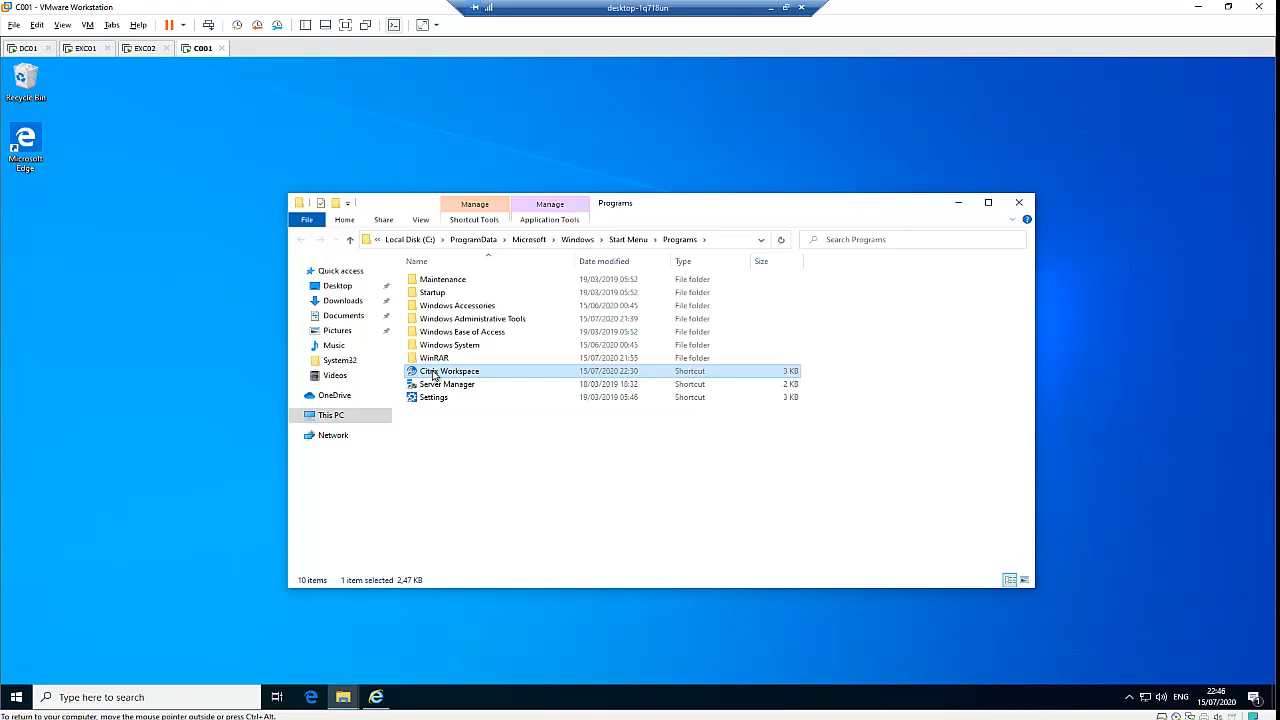 C001 - VMware Workstation
desktop-1q718un
File Edit View VM Tabs Help
DC01 EXC01 EXC02 C001
Recycle Bin
Microsoft Edge
Manage Manage Programs
File Home Share View Shortcut Tools Application Tools
« Local Disk (C:) › ProgramData › Microsoft › Windows › Start Menu › Programs ›
Search Programs
Name Date modified Type Size
Quick access
Desktop
Downloads
Documents
Pictures
Music
System32
Videos
OneDrive
This PC
Network
Maintenance 19/03/2019 05:52 File folder
Startup 19/03/2019 05:52 File folder
Windows Accessories 15/06/2020 00:45 File folder
Windows Administrative Tools 15/07/2020 21:39 File folder
Windows Ease of Access 19/03/2019 05:52 File folder
Windows System 15/06/2020 00:45 File folder
WinRAR 15/07/2020 21:55 File folder
Citrix Workspace 15/07/2020 22:30 Shortcut 3 KB
Server Manager 18/03/2019 18:32 Shortcut 2 KB
Settings 19/03/2019 05:46 Shortcut 3 KB
10 items 1 item selected 2,47 KB
Type here to search
ENG
22:46
15/07/2020
To return to your computer, move the mouse pointer outside or press Ctrl+Alt.